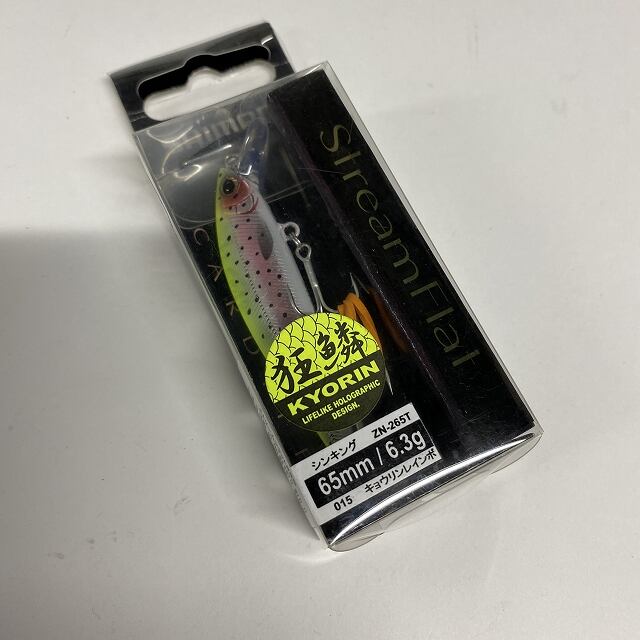 StreamFlat
CARD
狂鱗
KYORIN
LIFELIKE HOLOGRAPHIC
DESIGN.
シンキング ZN-265T
65mm / 6.3g
015 キョウリンレインボ